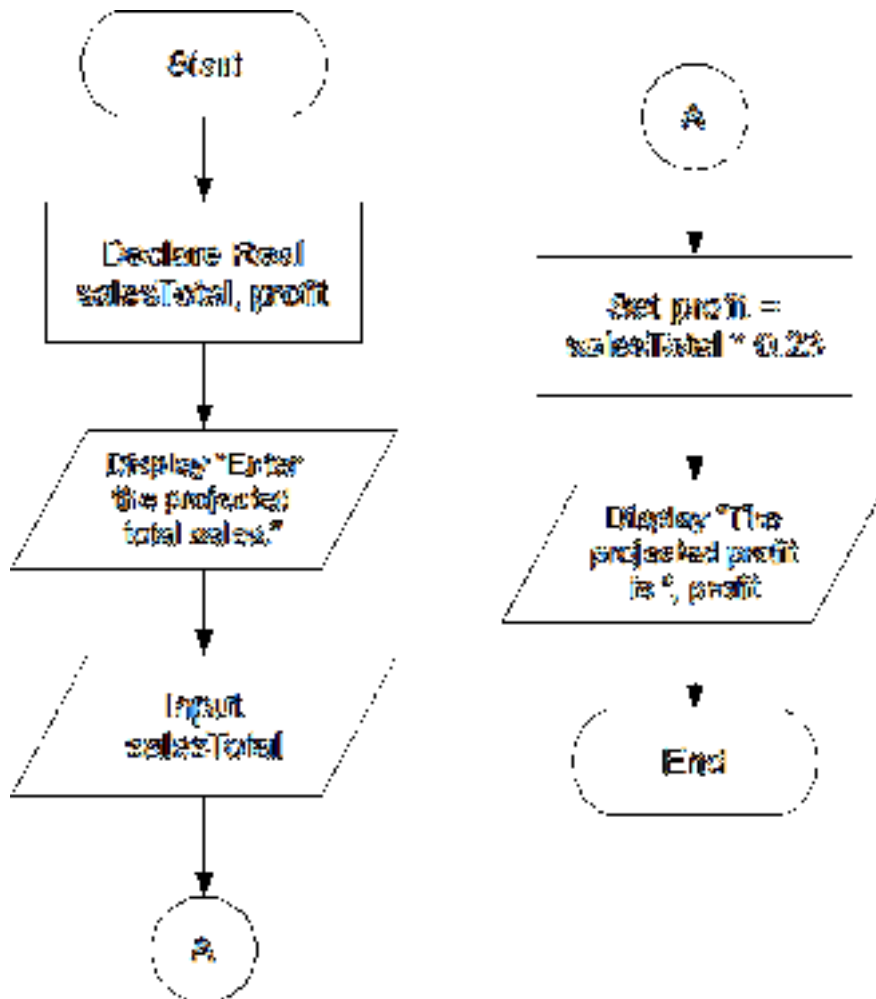 Start
Declare Real
salesTotal, profit
Display "Enter
the projected
total sales."
Input
salesTotal
A
A
Set profit =
salesTotal * 0.23
Display "The
projected profit
is ", profit
End